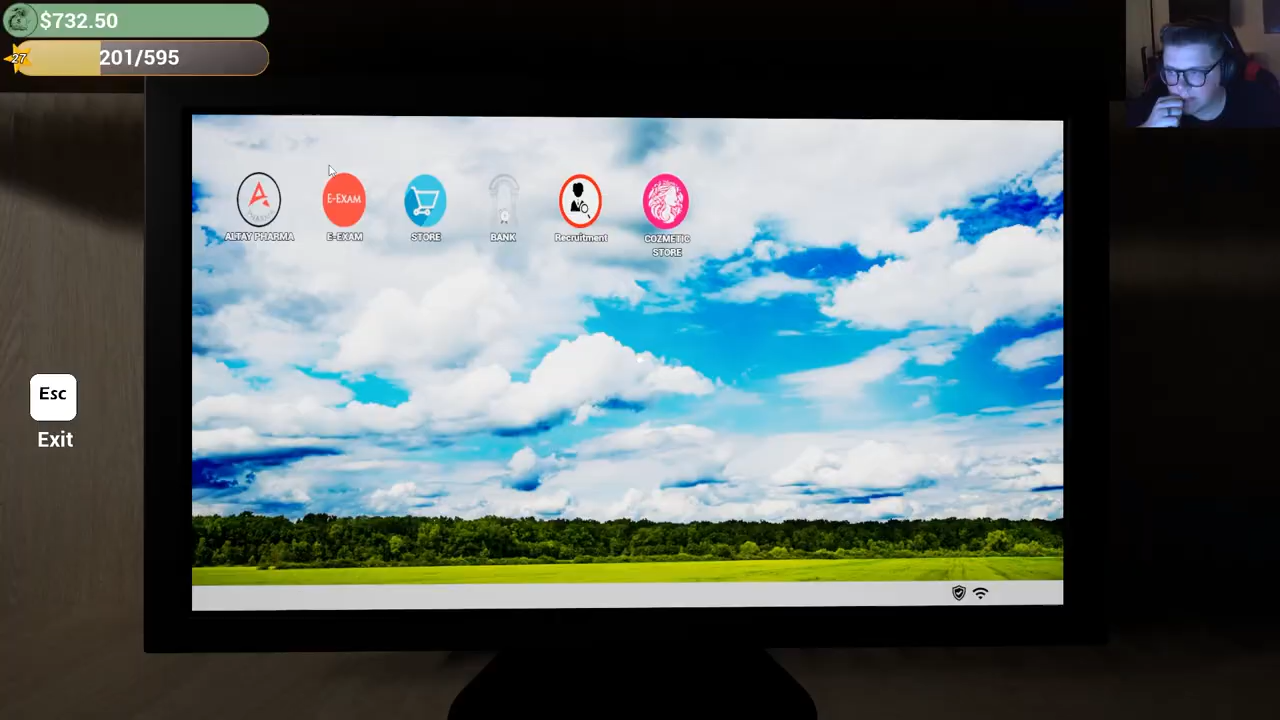 $732.50
27
201/595
E-EXAM
ALTAY PHARMA
E-EXAM
STORE
BANK
Recruitment
COZMETIC
STORE
Esc
Exit